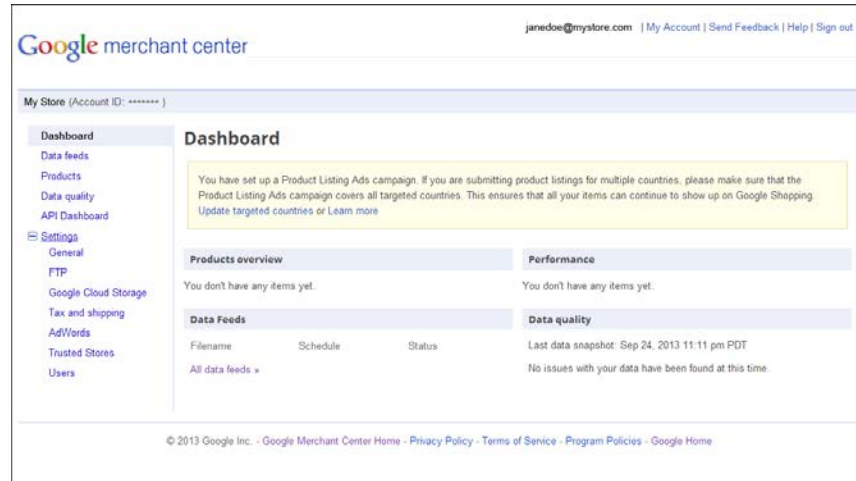 janedoe@mystore.com | My Account | Send Feedback | Help | Sign out
Google merchant center
My Store (Account ID: ******* )
Dashboard
Data feeds
Products
Data quality
API Dashboard
Settings
General
FTP
Google Cloud Storage
Tax and shipping
AdWords
Trusted Stores
Users
Dashboard
You have set up a Product Listing Ads campaign. If you are submitting product listings for multiple countries, please make sure that the
Product Listing Ads campaign covers all targeted countries. This ensures that all your items can continue to show up on Google Shopping.
Update targeted countries or Learn more
Products overview
You don't have any items yet.
Performance
You don't have any items yet.
Data Feeds
Filename Schedule Status
All data feeds »
Data quality
Last data snapshot: Sep 24, 2013 11:11 pm PDT
No issues with your data have been found at this time.
© 2013 Google Inc. - Google Merchant Center Home - Privacy Policy - Terms of Service - Program Policies - Google Home